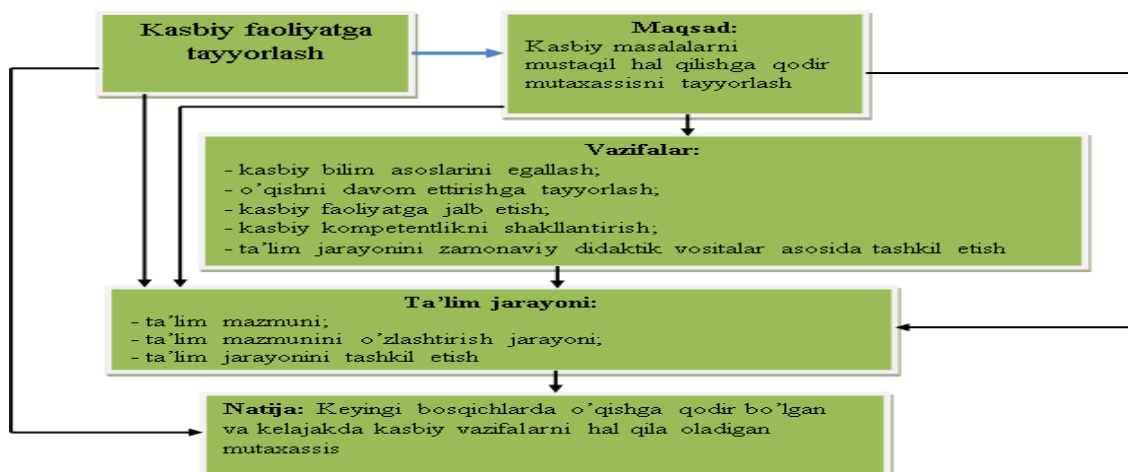 Kasbiy faoliyatga
tayyorlash
Maqsad:
Kasbiy masalalarni
mustaqil hal qilishga qodir
mutaxassisni tayyorlash
Vazifalar:
- kasbiy bilim asoslarini egallash;
- o’qishni davom ettirishga tayyorlash;
- kasbiy faoliyatga jalb etish;
- kasbiy kompetentlikni shakllantirish;
- ta’lim jarayonini zamonaviy didaktik vositalar asosida tashkil etish
Ta’lim jarayoni:
- ta’lim mazmuni;
- ta’lim mazmunini o’zlashtirish jarayoni;
- ta’lim jarayonini tashkil etish
Natija: Keyingi bosqichlarda o’qishga qodir bo’lgan
va kelajakda kasbiy vazifalarni hal qila oladigan
mutaxassis